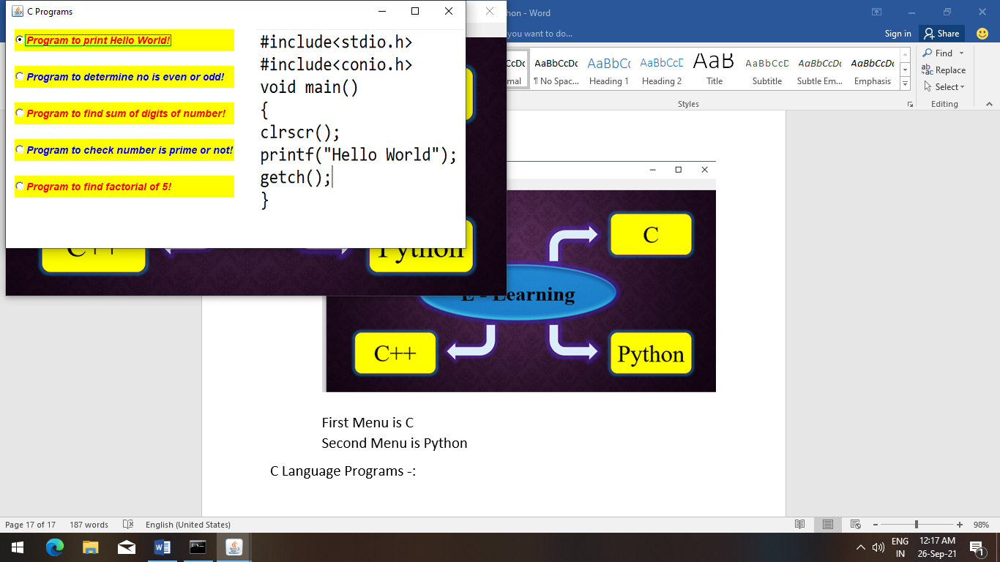 C Programs
Program to print Hello World!
Program to determine no is even or odd!
Program to find sum of digits of number!
Program to check number is prime or not!
Program to find factorial of 5!
#include<stdio.h>
#include<conio.h>
void main()
{
clrscr();
printf("Hello World");
getch();
}
C++
Python
hon - Word
you want to do...
Sign in
Share
CcDc AaBbCcDc AaBbCc AaBbCcC AaB AaBbCcD AaBbCcDc AaBbCcDc
mal ¶ No Spac... Heading 1 Heading 2 Title Subtitle Subtle Em... Emphasis
Styles
Find
Replace
Select
Editing
C
E - Learning
C++
Python
First Menu is C
Second Menu is Python
C Language Programs -:
Page 17 of 17 187 words English (United States) 98%
ENG
IN
12:17 AM
26-Sep-21
1